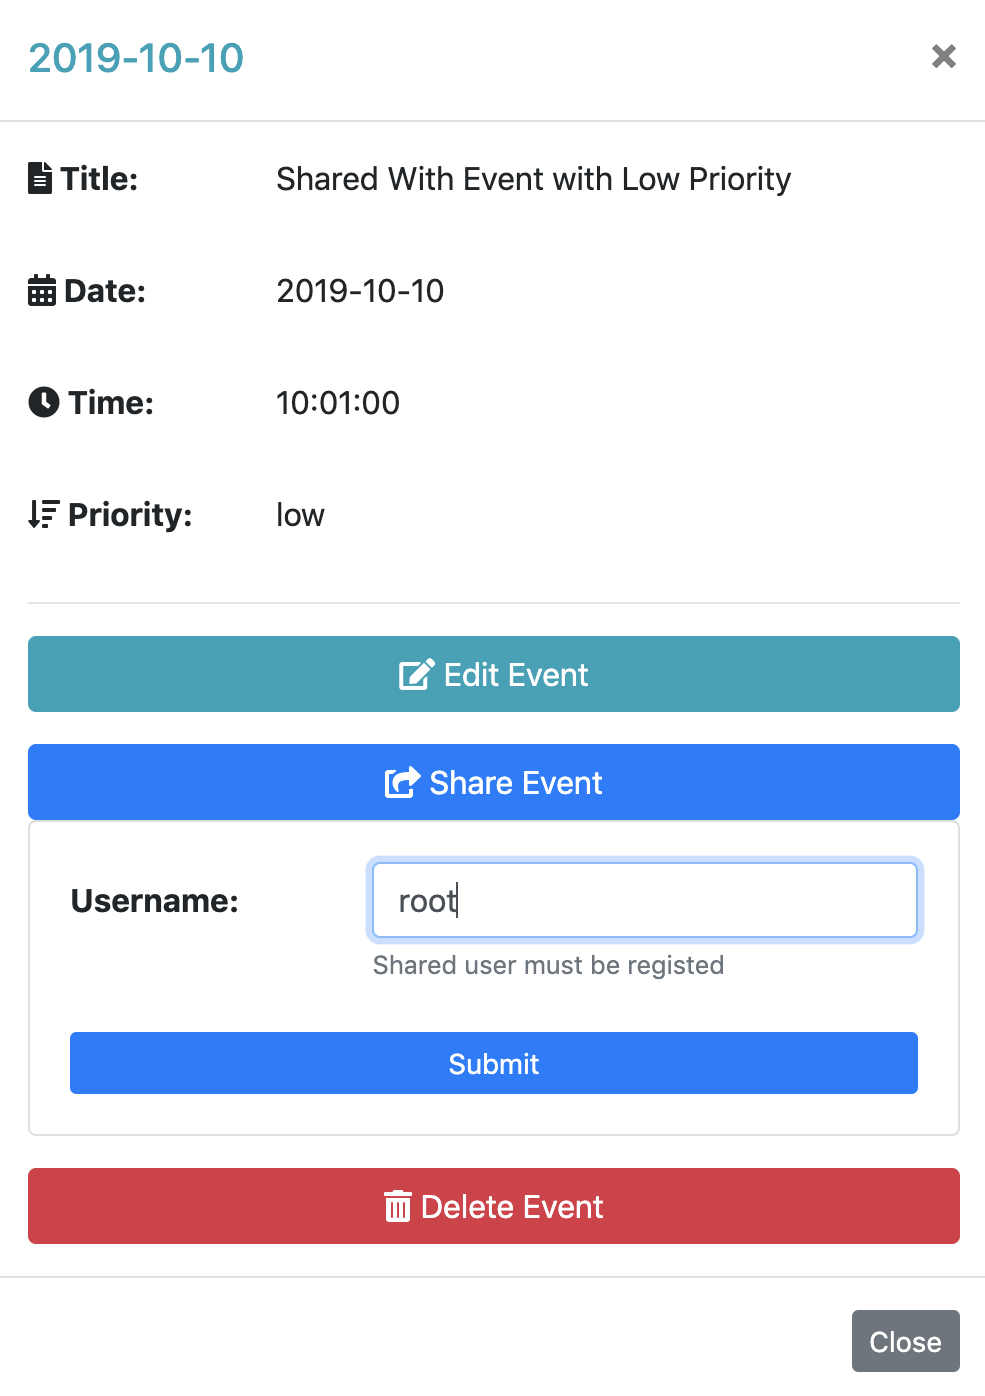 2019-10-10
Title: Shared With Event with Low Priority
Date: 2019-10-10
Time: 10:01:00
Priority: low
Edit Event
Share Event
Username: root
Shared user must be registed
Submit
Delete Event
Close